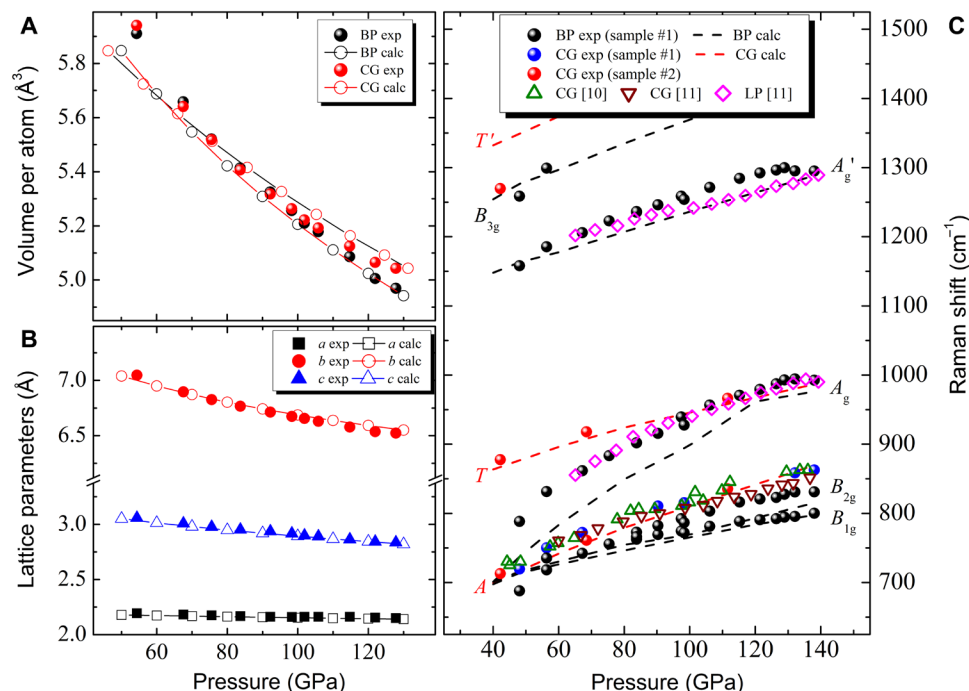 A
BP exp
BP calc
CG exp
CG calc
Volume per atom (Å³)
5.8
5.6
5.4
5.2
5.0
B
a exp a calc
b exp b calc
c exp c calc
Lattice parameters (Å)
7.0
6.5
3.0
2.5
2.0
60 80 100 120
Pressure (GPa)
C
BP exp (sample #1) BP calc
CG exp (sample #1) CG calc
CG exp (sample #2)
CG [10] CG [11] LP [11]
T'
B3g
Ag'
T
Ag
B2g
B1g
A
1500
1400
1300
1200
1100
1000
900
800
700
Raman shift (cm⁻¹)
40 60 80 100 120 140
Pressure (GPa)